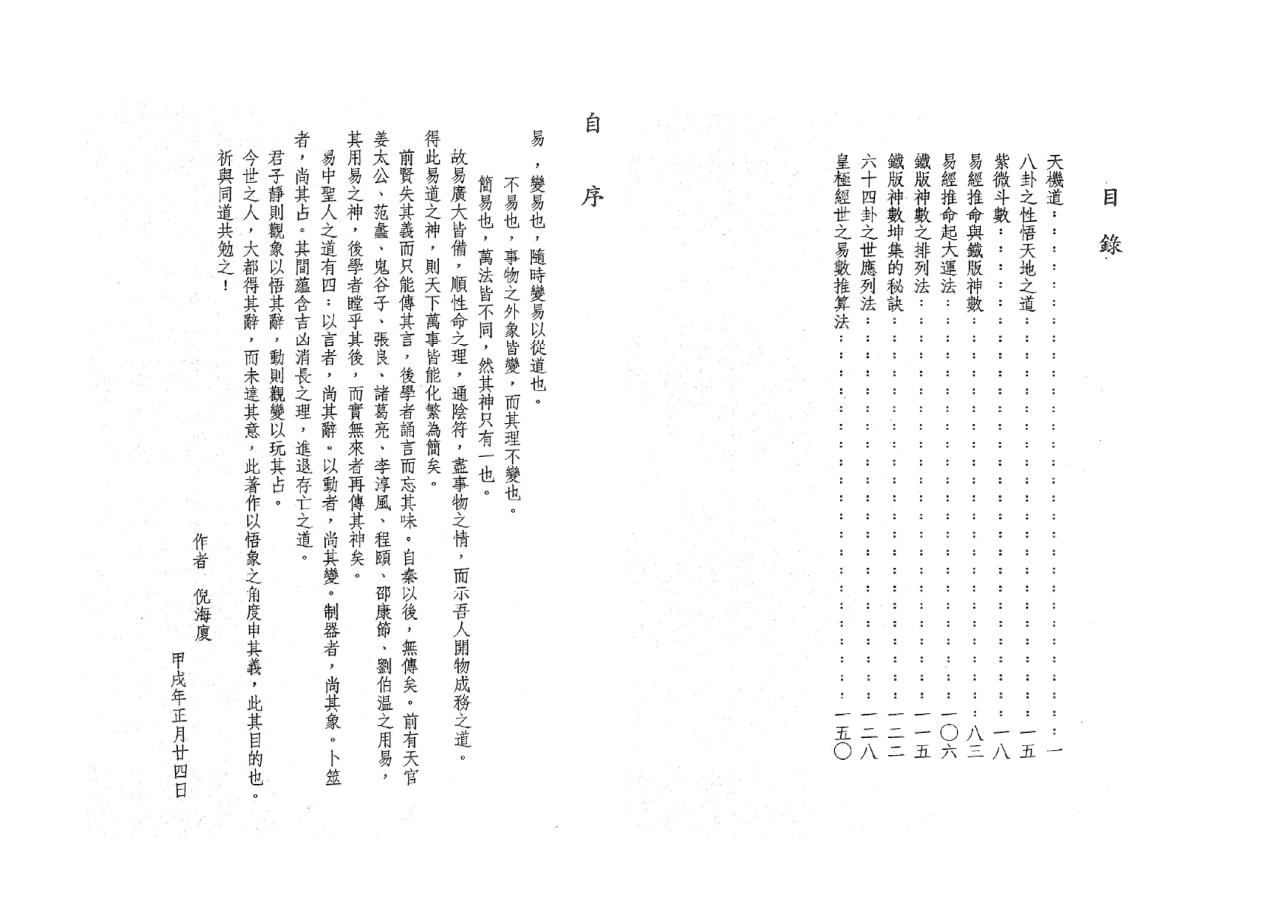 目錄
天機道：：：：：：：：：：：：：：：：：：：：：：：：：：：：：：一
八卦之性悟天地之道：：：：：：：：：：：：：：：：：：：：：：一五
紫微斗數：：：：：：：：：：：：：：：：：：：：：：：：：：：：一八
易經推命與鐵版神數：：：：：：：：：：：：：：：：：：：：：：：八三
易經推命起大運法：：：：：：：：：：：：：：：：：：：：：：一〇六
鐵版神數之排列法：：：：：：：：：：：：：：：：：：：：：：一一五
鐵版神數坤集的秘訣：：：：：：：：：：：：：：：：：：：：：一二二
六十四卦之世應列法：：：：：：：：：：：：：：：：：：：：：一二八
皇極經世之易數推算法：：：：：：：：：：：：：：：：：：：：一五〇
自序
易，變易也，隨時變易以從道也。
不易也，事物之外象皆變，而其理不變也。
簡易也，萬法皆不同，然其神只有一也。
故易廣大皆備，順性命之理，通陰符，盡事物之情，而示吾人開物成務之道。
得此易道之神，則天下萬事皆能化繁為簡矣。
前賢失其義而只能傳其言，後學者誦言而忘其味。自秦以後，無傳矣。前有天官
姜太公、范蠡、鬼谷子、張良、諸葛亮、李淳風、程頤、邵康節、劉伯温之用易，
其用易之神，後學者瞠乎其後，而實無來者再傳其神矣。
易中聖人之道有四：以言者，尚其辭。以動者，尚其變。制器者，尚其象。卜筮
者，尚其占。其間蘊含吉凶消長之理，進退存亡之道。
君子靜則觀象以悟其辭，動則觀變以玩其占。
今世之人，大都得其辭，而未達其意，此著作以悟象之角度申其義，此其目的也。
祈與同道共勉之！
作者 倪海廈
甲戌年正月廿四日